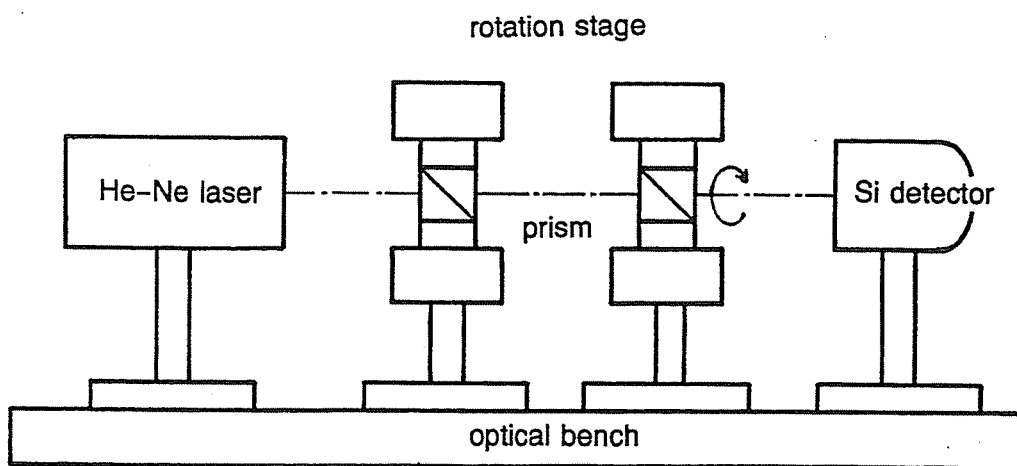 rotation stage
He–Ne laser
Si detector
prism
optical bench